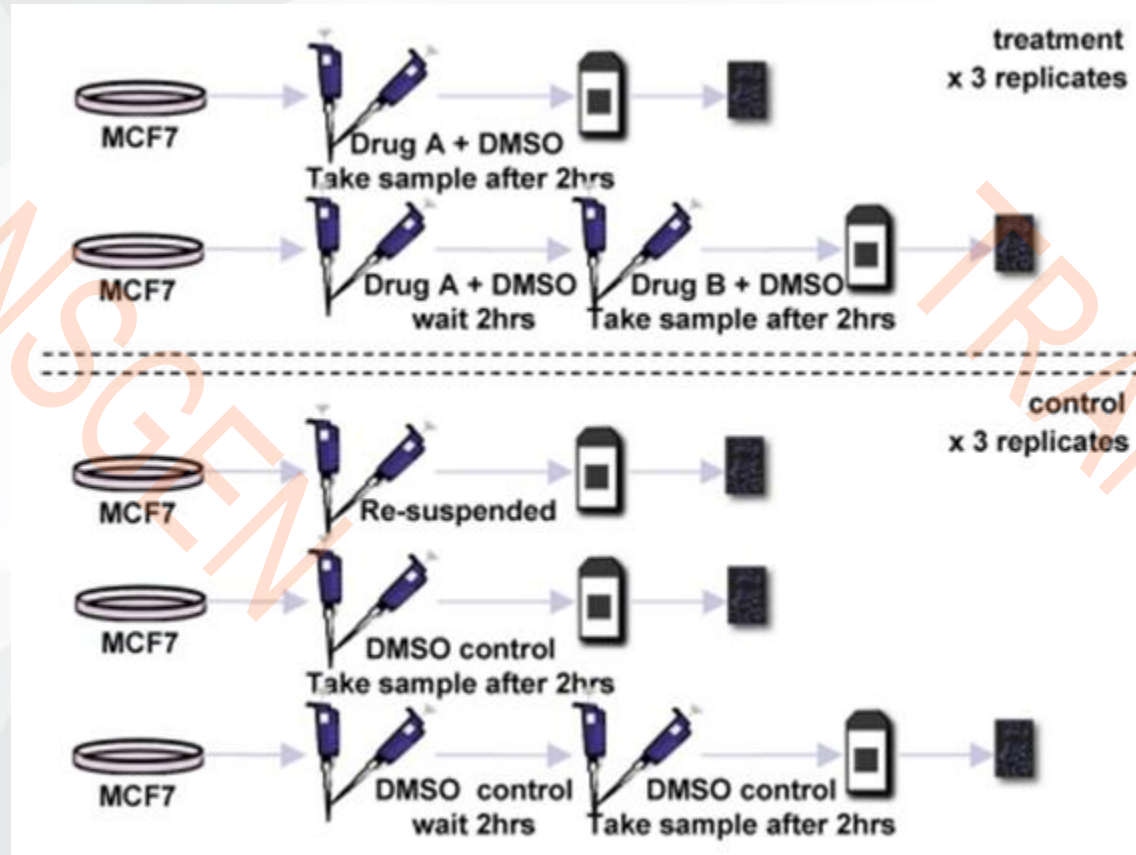 treatment
x 3 replicates
MCF7
Drug A + DMSO
Take sample after 2hrs
MCF7
Drug A + DMSO
wait 2hrs
Drug B + DMSO
Take sample after 2hrs
control
x 3 replicates
MCF7
Re-suspended
MCF7
DMSO control
Take sample after 2hrs
MCF7
DMSO control
wait 2hrs
DMSO control
Take sample after 2hrs
NSGEN
TRA